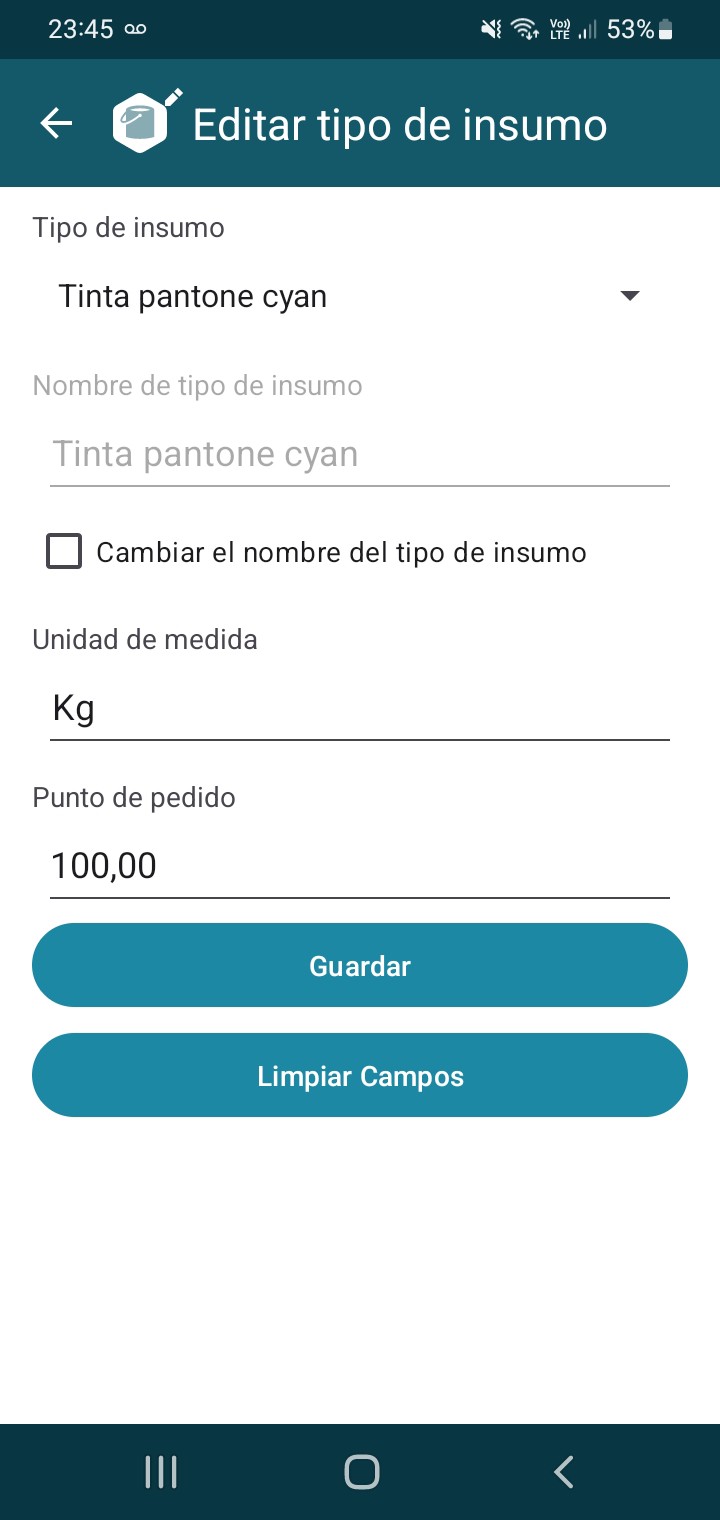 23:45
Vo)) LTE 53%
Editar tipo de insumo
Tipo de insumo
Tinta pantone cyan
Nombre de tipo de insumo
Tinta pantone cyan
Cambiar el nombre del tipo de insumo
Unidad de medida
Kg
Punto de pedido
100,00
Guardar
Limpiar Campos